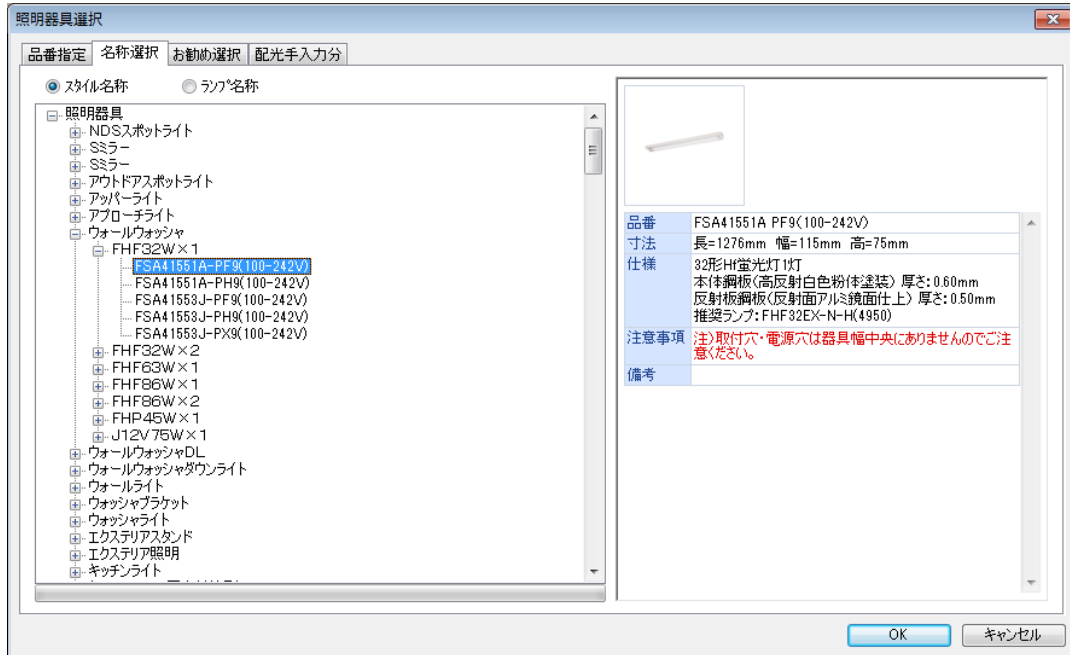 照明器具選択
品番指定 名称選択 お勧め選択 配光手入力分
ｽﾀｲﾙ名称 ﾗﾝﾌﾟ名称
照明器具
NDSスポットライト
Sミラー
Sミラー
アウトドアスポットライト
アッパーライト
アプローチライト
ウォールウォッシャ
FHF32W×1
FSA41551A-PF9(100-242V)
FSA41551A-PH9(100-242V)
FSA41553J-PF9(100-242V)
FSA41553J-PH9(100-242V)
FSA41553J-PX9(100-242V)
FHF32W×2
FHF63W×1
FHF86W×1
FHF86W×2
FHP45W×1
J12V75W×1
ウォールウォッシャDL
ウォールウォッシャダウンライト
ウォールライト
ウォッシャブラケット
ウォッシャライト
エクステリアスタンド
エクステリア照明
キッチンライト
品番 FSA41551A PF9(100-242V)
寸法 長=1276mm 幅=115mm 高=75mm
仕様 32形Hf蛍光灯1灯
本体鋼板(高反射白色粉体塗装) 厚さ:0.60mm
反射板鋼板(反射面アルミ鏡面仕上) 厚さ:0.50mm
推奨ランプ:FHF32EX-N-H(4950)
注意事項 注)取付穴・電源穴は器具幅中央にありませんのでご注
意ください。
備考
OK キャンセル